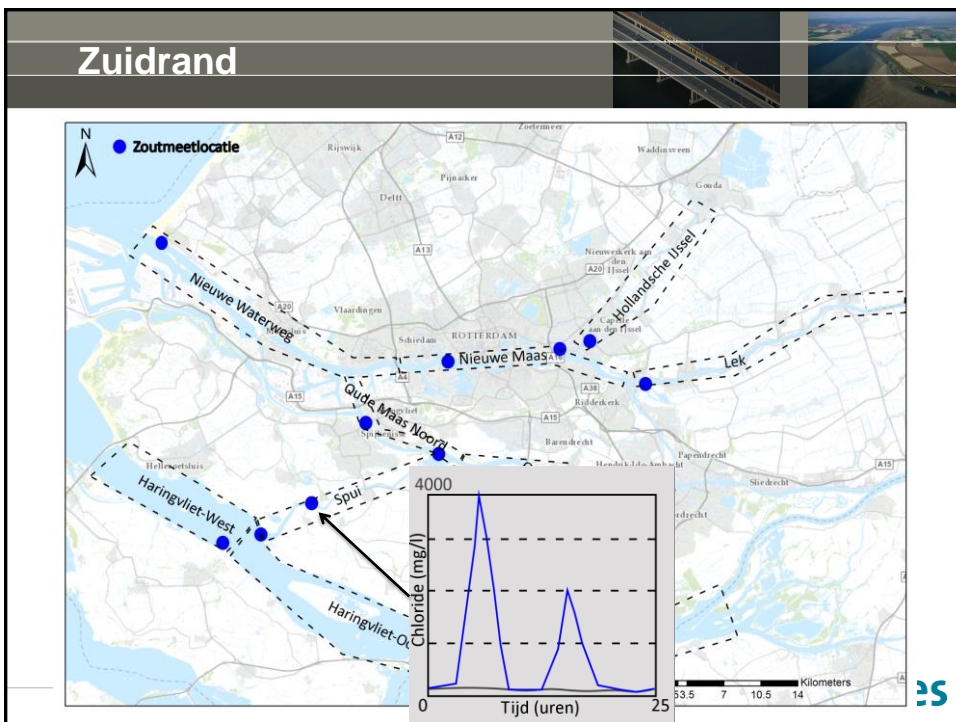 Zuidrand
N
Zoutmeetlocatie
Zoetermeer
A12
Rijswijk
Waddinsveen
Pijnacker
Gouda
Delft
A13
Nieuwerkerk aan
den
IJssel
A20
Hollandsche IJssel
Nieuwe Waterweg
A20
Vlaardingen
Capelle
aan den IJssel
Schiedam
ROTTERDAM
Nieuwe Maas
A16
Lek
A4
A15
A38
Ridderkerk
Oude Maas Noord
A15
Barendrecht
Papendrecht
Hendrik-Ido-Ambacht
A15
Sliedrecht
Hellevoetsluis
Spui
Haringvliet-West
Haringvliet-Oo
4000
Chloride (mg/l)
0
Tijd (uren)
25
Kilometers
3.5
7
10.5
14
es